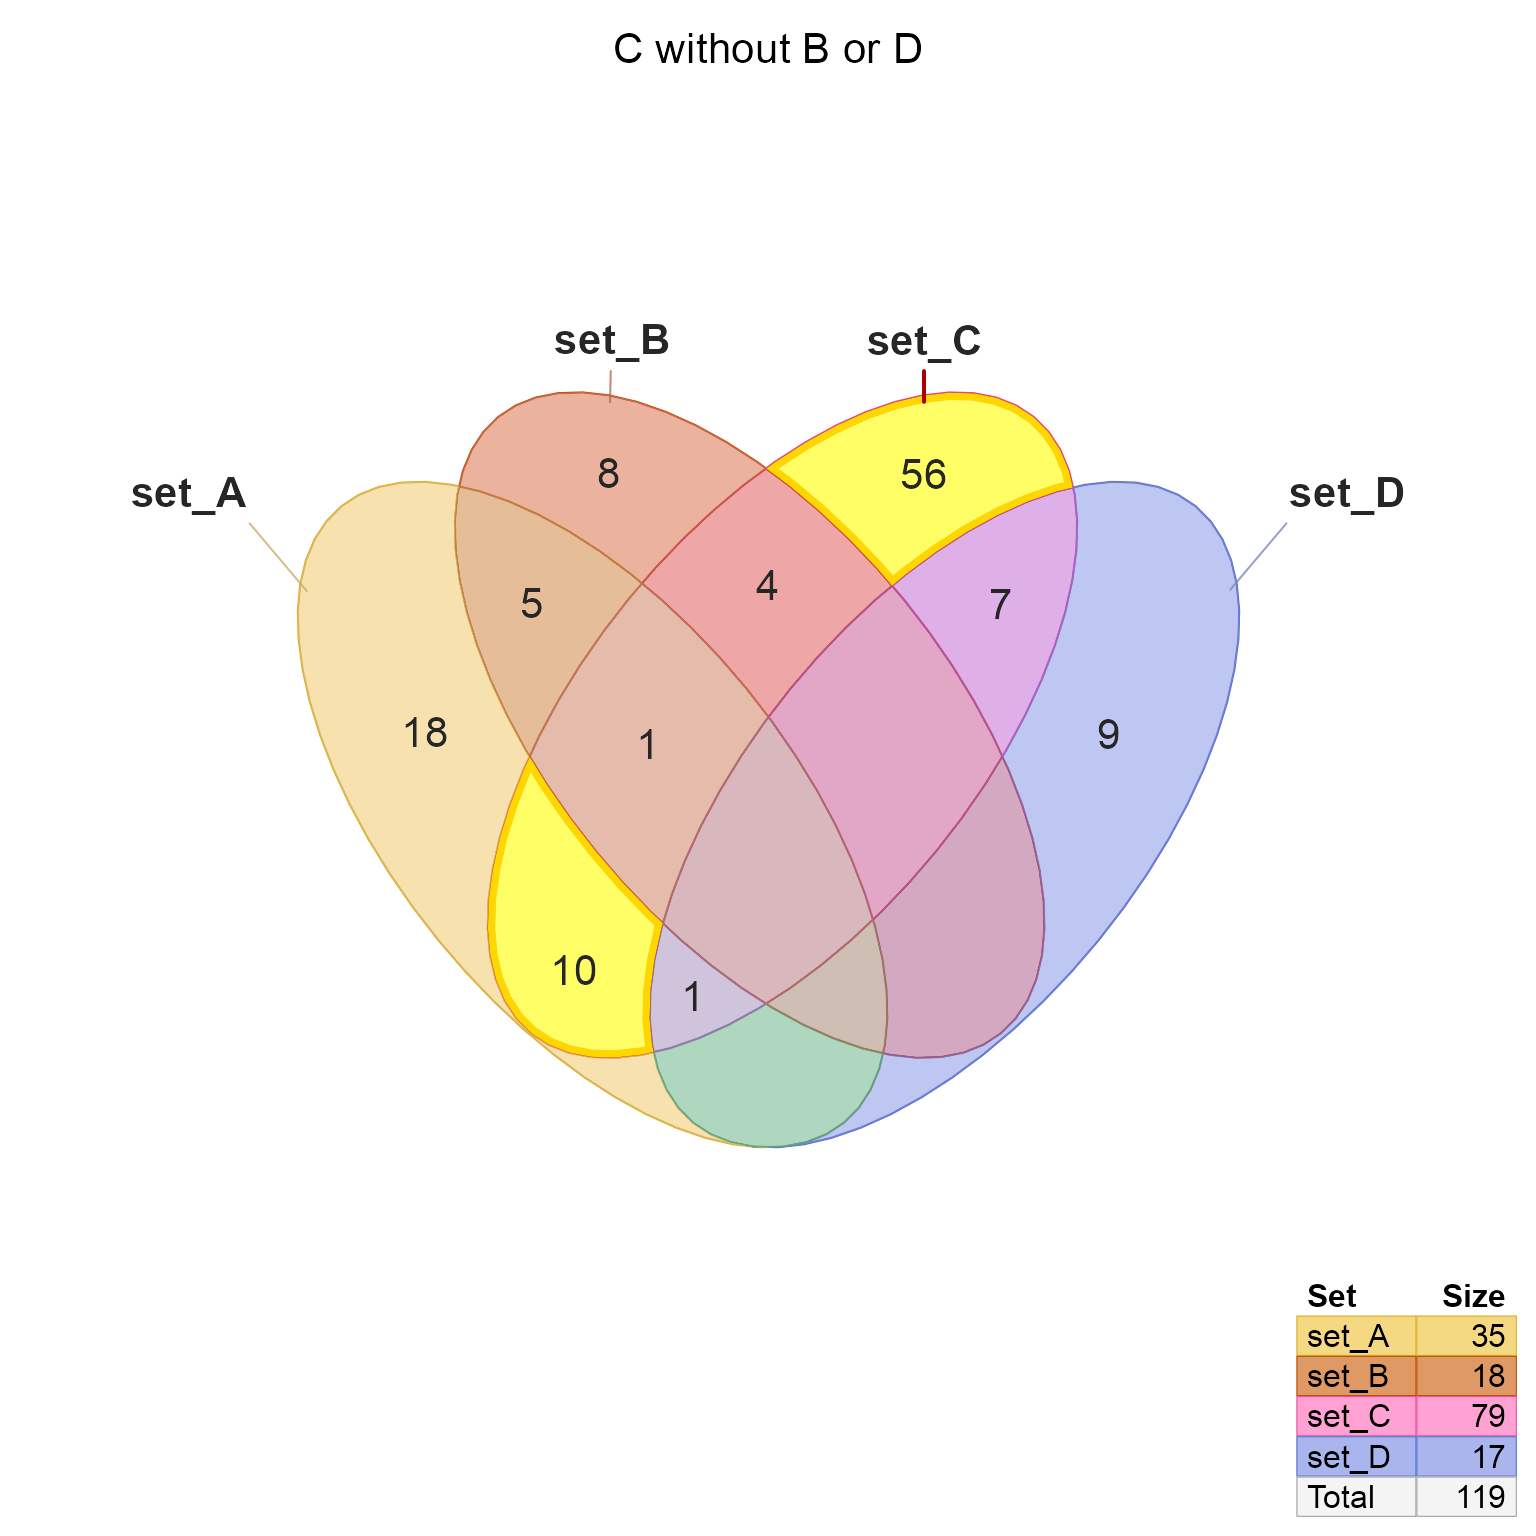 C without B or D
set_B
set_C
set_A
set_D
8
56
5
4
7
18
1
9
10
1
Set Size
set_A 35
set_B 18
set_C 79
set_D 17
Total 119